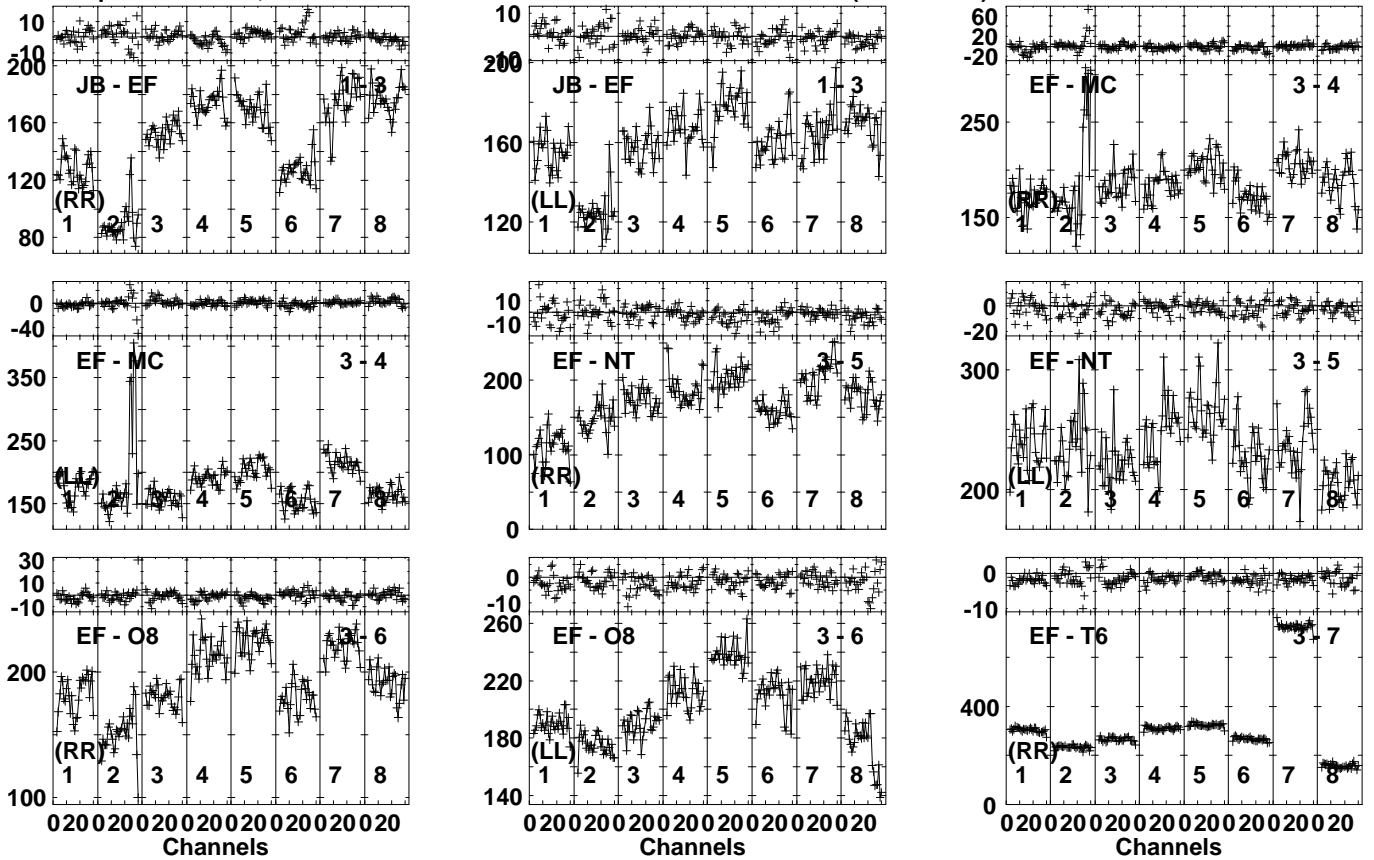 10 10 60
0 20
-10 -10 -20
200 JB - EF 1 - 3 200 JB - EF 1 - 3 EF - MC 3 - 4
160 160 250
120 (RR) (LL) (RR)
80 1 2 3 4 5 6 7 8 120 1 2 3 4 5 6 7 8 150 1 2 3 4 5 6 7 8
0 10 0
-40 -10 -20
EF - MC 3 - 4 EF - NT 3 - 5 EF - NT 3 - 5
350 200 300
250 100
(LL) (RR) (LL)
150 1 2 3 4 5 6 7 8 1 2 3 4 5 6 7 8 200 1 2 3 4 5 6 7 8
0
30
10 0 0
-10 -10 -10
EF - O8 3 - 6 260 EF - O8 3 - 6 EF - T6 3 - 7
200 220 400
(RR) 180 (LL) (RR)
1 2 3 4 5 6 7 8 1 2 3 4 5 6 7 8 1 2 3 4 5 6 7 8
100 140 0
0 20 0 20 0 20 0 20 0 20 0 20 0 20 0 20 0 20 0 20 0 20 0 20 0 20 0 20 0 20 0 20 0 20 0 20 0 20 0 20 0 20 0 20 0 20 0 20
Channels Channels Channels